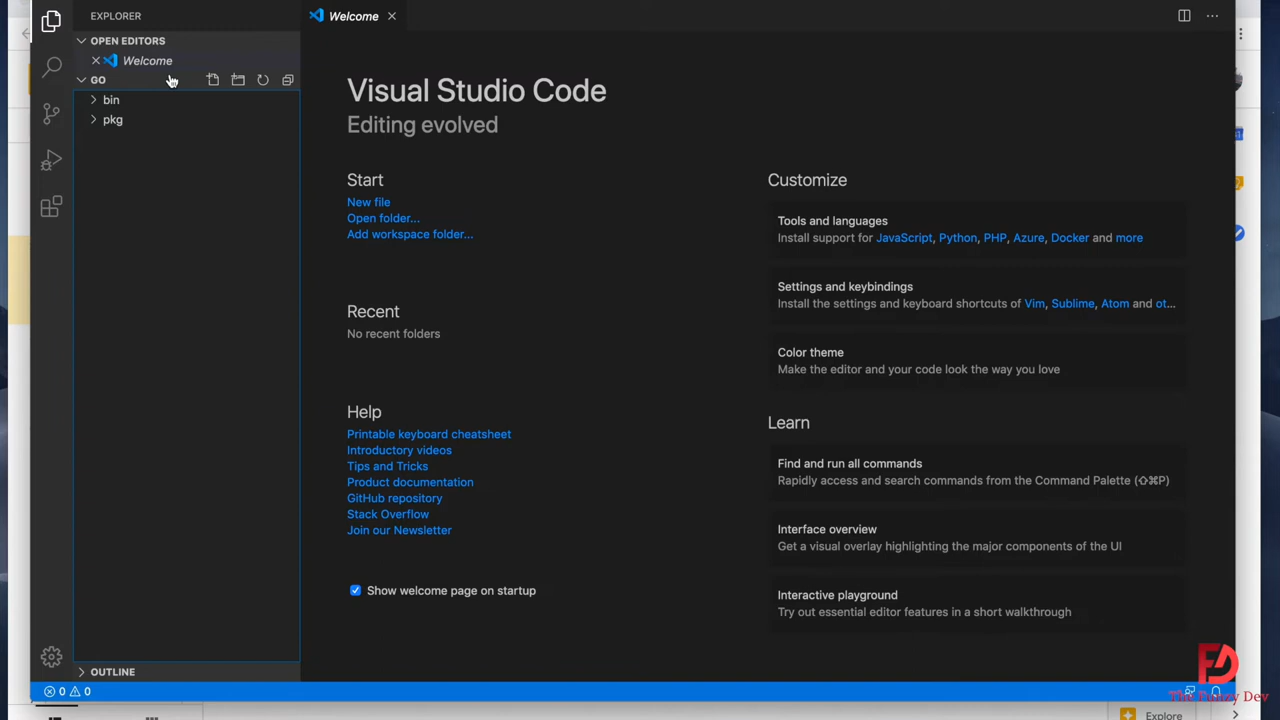 EXPLORER
OPEN EDITORS
Welcome
GO
bin
pkg
OUTLINE
Welcome
Visual Studio Code
Editing evolved
Start
New file
Open folder...
Add workspace folder...
Recent
No recent folders
Help
Printable keyboard cheatsheet
Introductory videos
Tips and Tricks
Product documentation
GitHub repository
Stack Overflow
Join our Newsletter
Show welcome page on startup
Customize
Tools and languages
Install support for JavaScript, Python, PHP, Azure, Docker and more
Settings and keybindings
Install the settings and keyboard shortcuts of Vim, Sublime, Atom and ot...
Color theme
Make the editor and your code look the way you love
Learn
Find and run all commands
Rapidly access and search commands from the Command Palette (⇧⌘P)
Interface overview
Get a visual overlay highlighting the major components of the UI
Interactive playground
Try out essential editor features in a short walkthrough
0 0
FD
The Funzy Dev
Explore